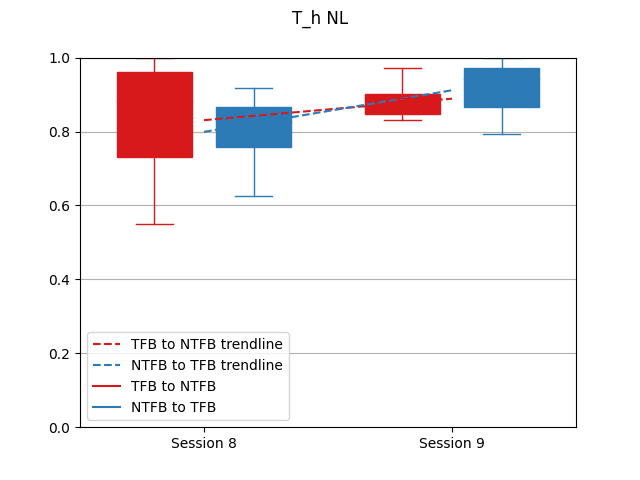 T_h NL
1.0
0.8
0.6
0.4
0.2
0.0
TFB to NTFB trendline
NTFB to TFB trendline
TFB to NTFB
NTFB to TFB
Session 8
Session 9